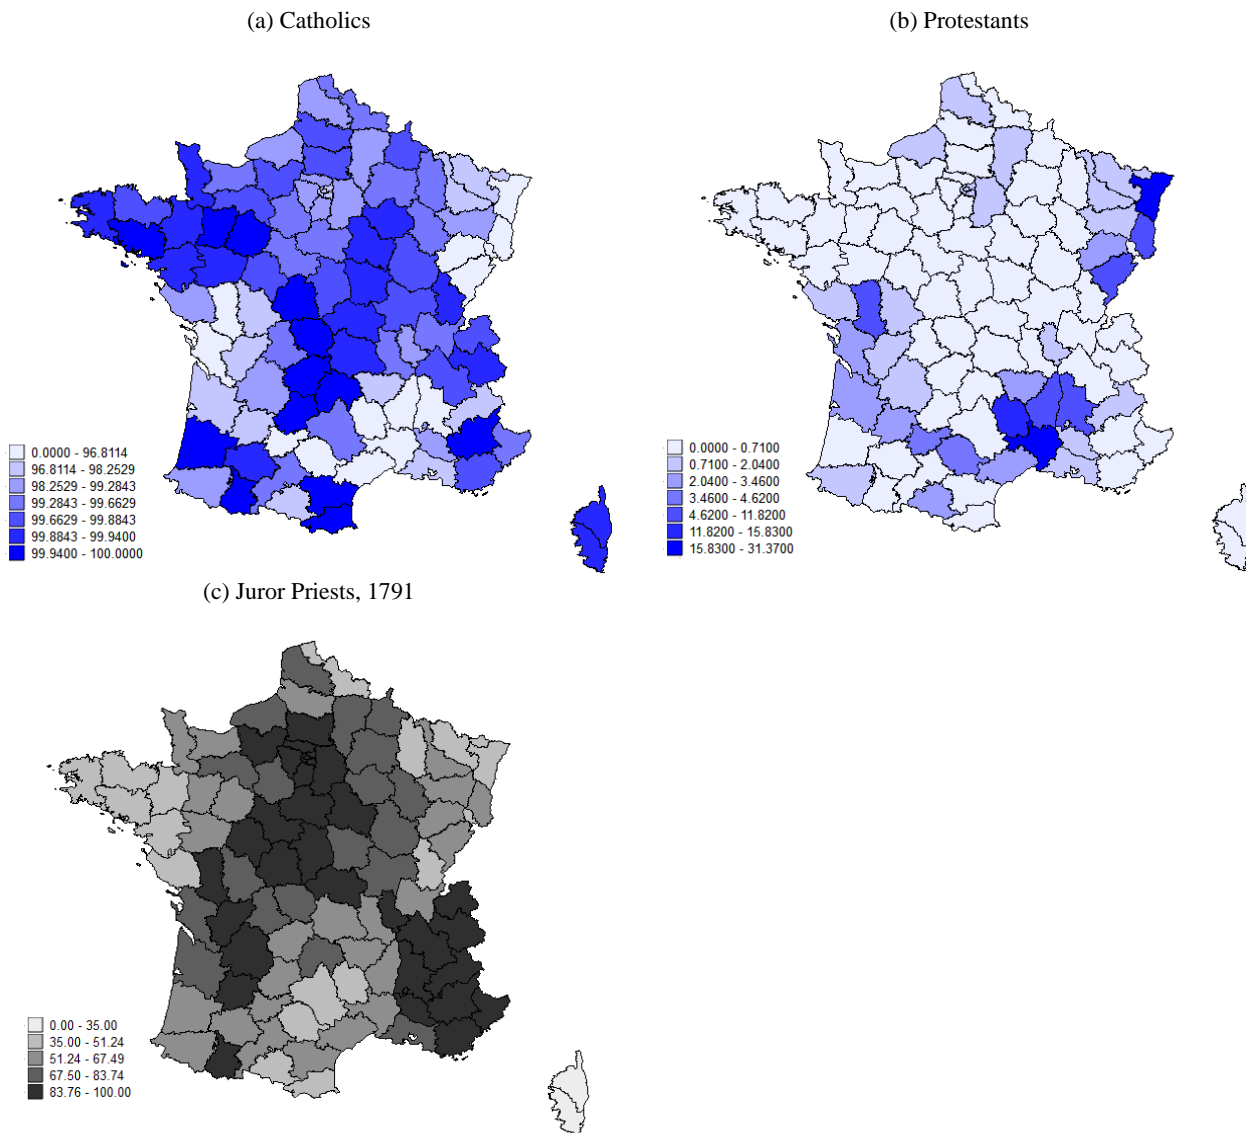 (a) Catholics
(b) Protestants
0.0000 - 96.8114
96.8114 - 98.2529
98.2529 - 99.2843
99.2843 - 99.6629
99.6629 - 99.8843
99.8843 - 99.9400
99.9400 - 100.0000
0.0000 - 0.7100
0.7100 - 2.0400
2.0400 - 3.4600
3.4600 - 4.6200
4.6200 - 11.8200
11.8200 - 15.8300
15.8300 - 31.3700
(c) Juror Priests, 1791
0.00 - 35.00
35.00 - 51.24
51.24 - 67.49
67.50 - 83.74
83.76 - 100.00